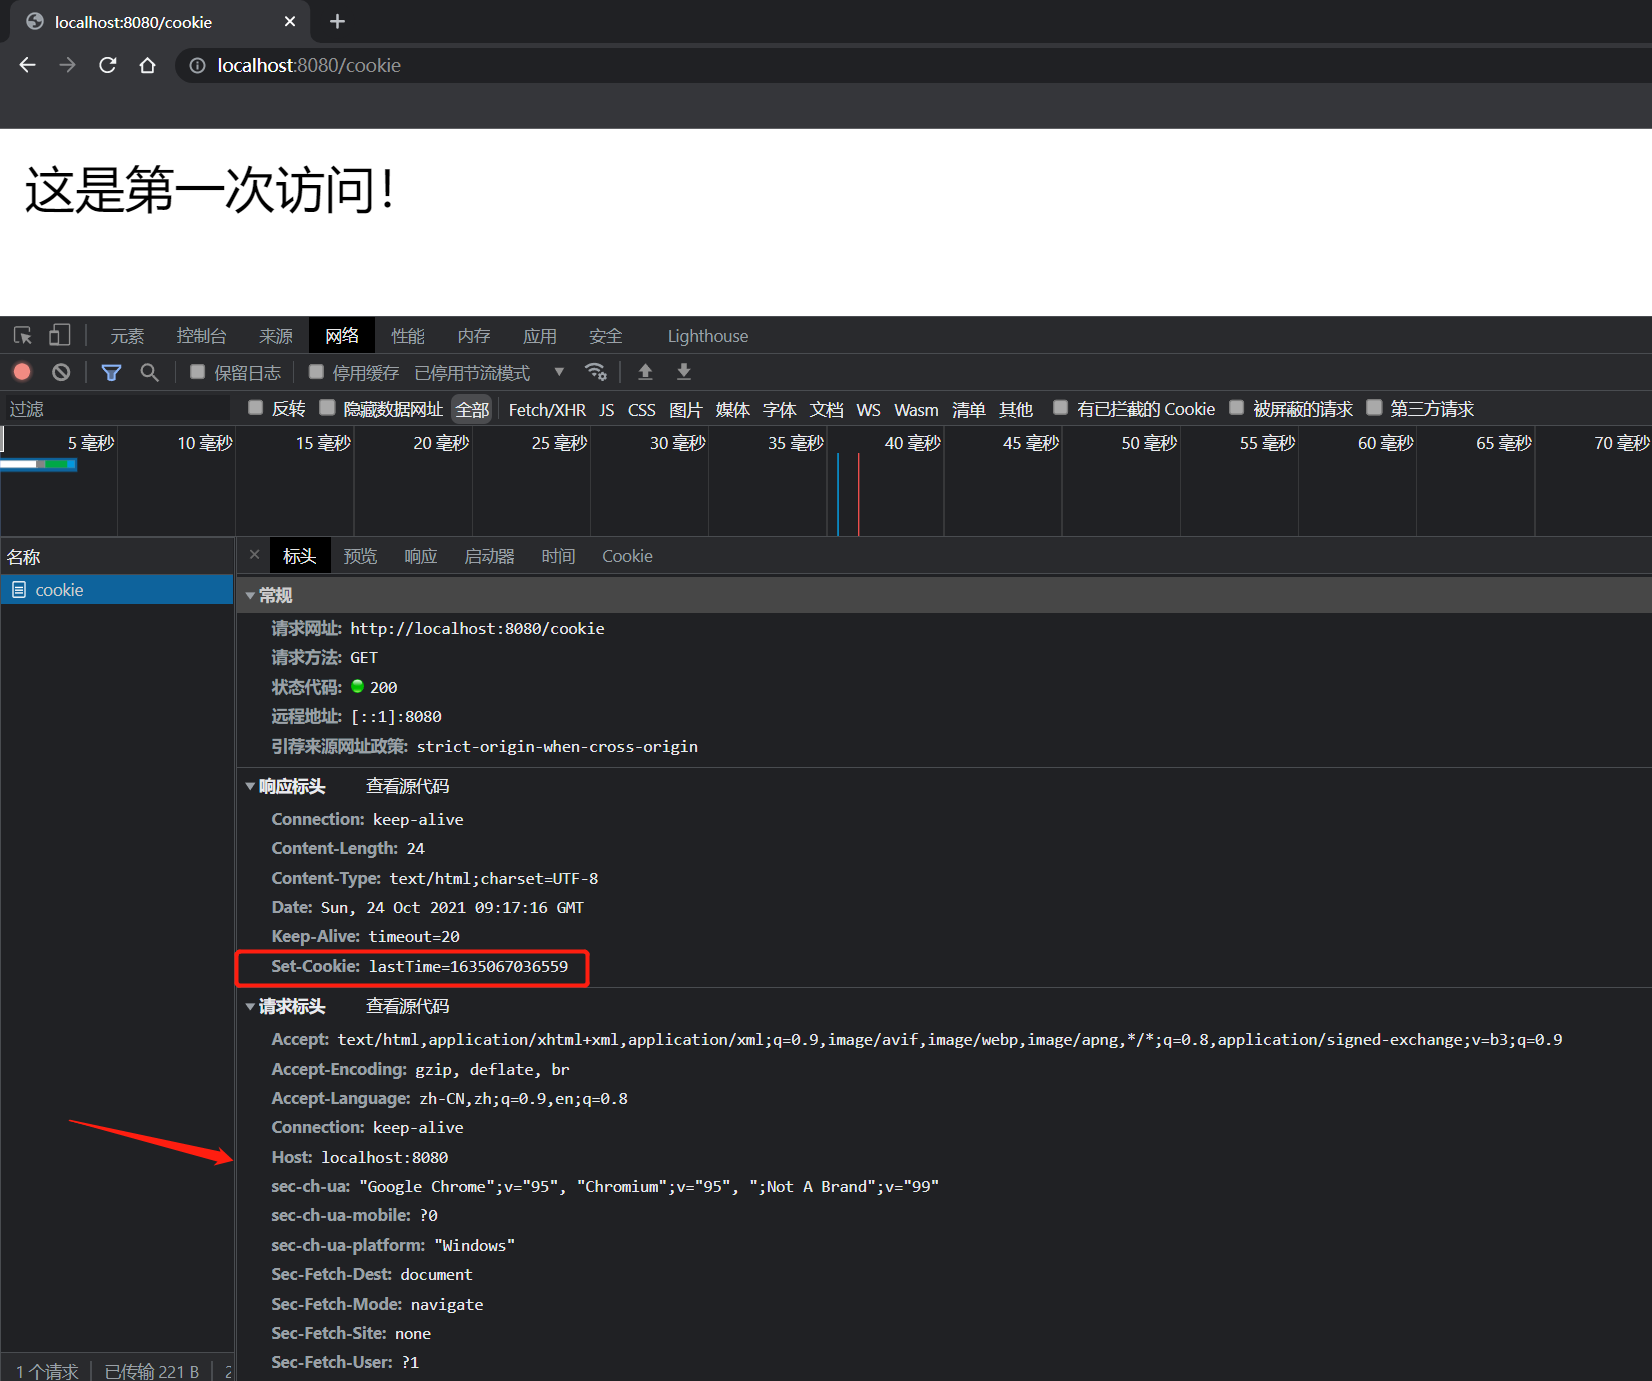 localhost:8080/cookie
localhost:8080/cookie
这是第一次访问！
元素 控制台 来源 网络 性能 内存 应用 安全 Lighthouse
保留日志 停用缓存 已停用节流模式
过滤 反转 隐藏数据网址 全部 Fetch/XHR JS CSS 图片 媒体 字体 文档 WS Wasm 清单 其他 有已拦截的 Cookie 被屏蔽的请求 第三方请求
5 毫秒 10 毫秒 15 毫秒 20 毫秒 25 毫秒 30 毫秒 35 毫秒 40 毫秒 45 毫秒 50 毫秒 55 毫秒 60 毫秒 65 毫秒 70 毫秒
名称 标头 预览 响应 启动器 时间 Cookie
cookie
常规
请求网址: http://localhost:8080/cookie
请求方法: GET
状态代码: 200
远程地址: [::1]:8080
引荐来源网址政策: strict-origin-when-cross-origin
响应标头 查看源代码
Connection: keep-alive
Content-Length: 24
Content-Type: text/html;charset=UTF-8
Date: Sun, 24 Oct 2021 09:17:16 GMT
Keep-Alive: timeout=20
Set-Cookie: lastTime=1635067036559
请求标头 查看源代码
Accept: text/html,application/xhtml+xml,application/xml;q=0.9,image/avif,image/webp,image/apng,*/*;q=0.8,application/signed-exchange;v=b3;q=0.9
Accept-Encoding: gzip, deflate, br
Accept-Language: zh-CN,zh;q=0.9,en;q=0.8
Connection: keep-alive
Host: localhost:8080
sec-ch-ua: "Google Chrome";v="95", "Chromium";v="95", ";Not A Brand";v="99"
sec-ch-ua-mobile: ?0
sec-ch-ua-platform: "Windows"
Sec-Fetch-Dest: document
Sec-Fetch-Mode: navigate
Sec-Fetch-Site: none
Sec-Fetch-User: ?1
1 个请求 已传输 221 B 2